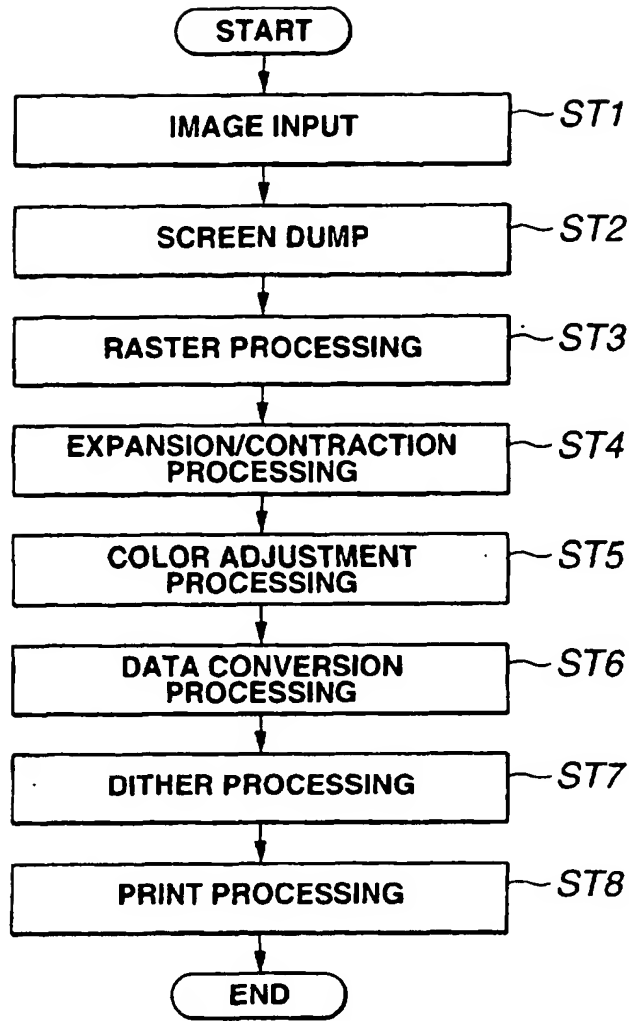 START
IMAGE INPUT
ST1
SCREEN DUMP
ST2
RASTER PROCESSING
ST3
EXPANSION/CONTRACTION
PROCESSING
ST4
COLOR ADJUSTMENT
PROCESSING
ST5
DATA CONVERSION
PROCESSING
ST6
DITHER PROCESSING
ST7
PRINT PROCESSING
ST8
END